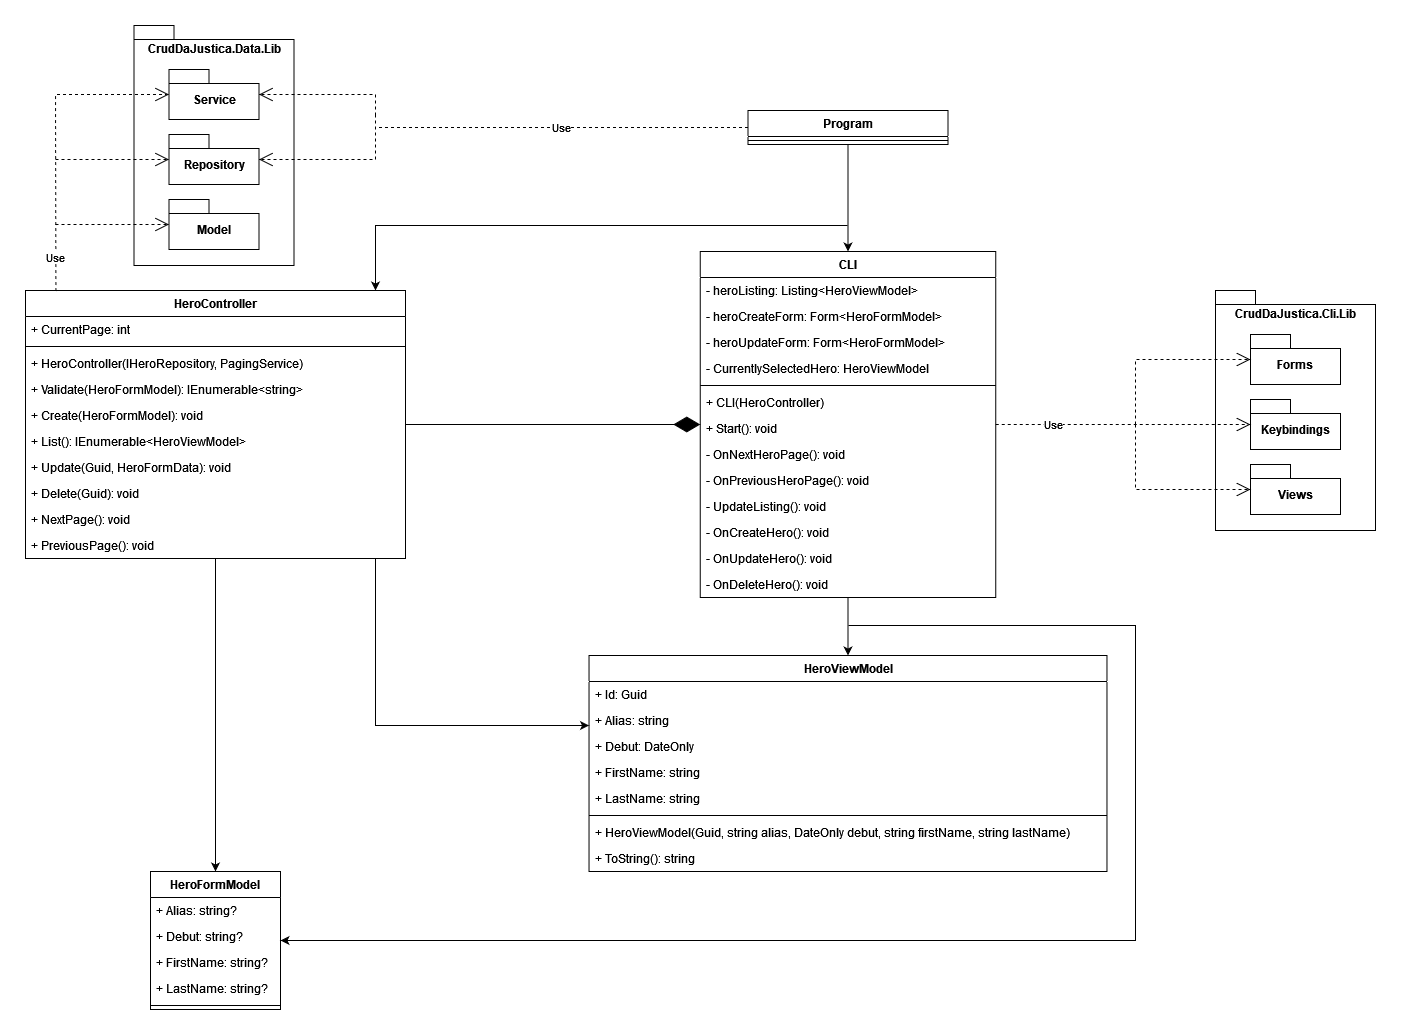 CrudDaJustica.Data.Lib
Service
Repository
Model
Use
Use
Program
HeroController
+ CurrentPage: int
+ HeroController(IHeroRepository, PagingService)
+ Validate(HeroFormModel): IEnumerable<string>
+ Create(HeroFormModel): void
+ List(): IEnumerable<HeroViewModel>
+ Update(Guid, HeroFormData): void
+ Delete(Guid): void
+ NextPage(): void
+ PreviousPage(): void
CLI
- heroListing: Listing<HeroViewModel>
- heroCreateForm: Form<HeroFormModel>
- heroUpdateForm: Form<HeroFormModel>
- CurrentlySelectedHero: HeroViewModel
+ CLI(HeroController)
+ Start(): void
- OnNextHeroPage(): void
- OnPreviousHeroPage(): void
- UpdateListing(): void
- OnCreateHero(): void
- OnUpdateHero(): void
- OnDeleteHero(): void
Use
CrudDaJustica.Cli.Lib
Forms
Keybindings
Views
HeroViewModel
+ Id: Guid
+ Alias: string
+ Debut: DateOnly
+ FirstName: string
+ LastName: string
+ HeroViewModel(Guid, string alias, DateOnly debut, string firstName, string lastName)
+ ToString(): string
HeroFormModel
+ Alias: string?
+ Debut: string?
+ FirstName: string?
+ LastName: string?